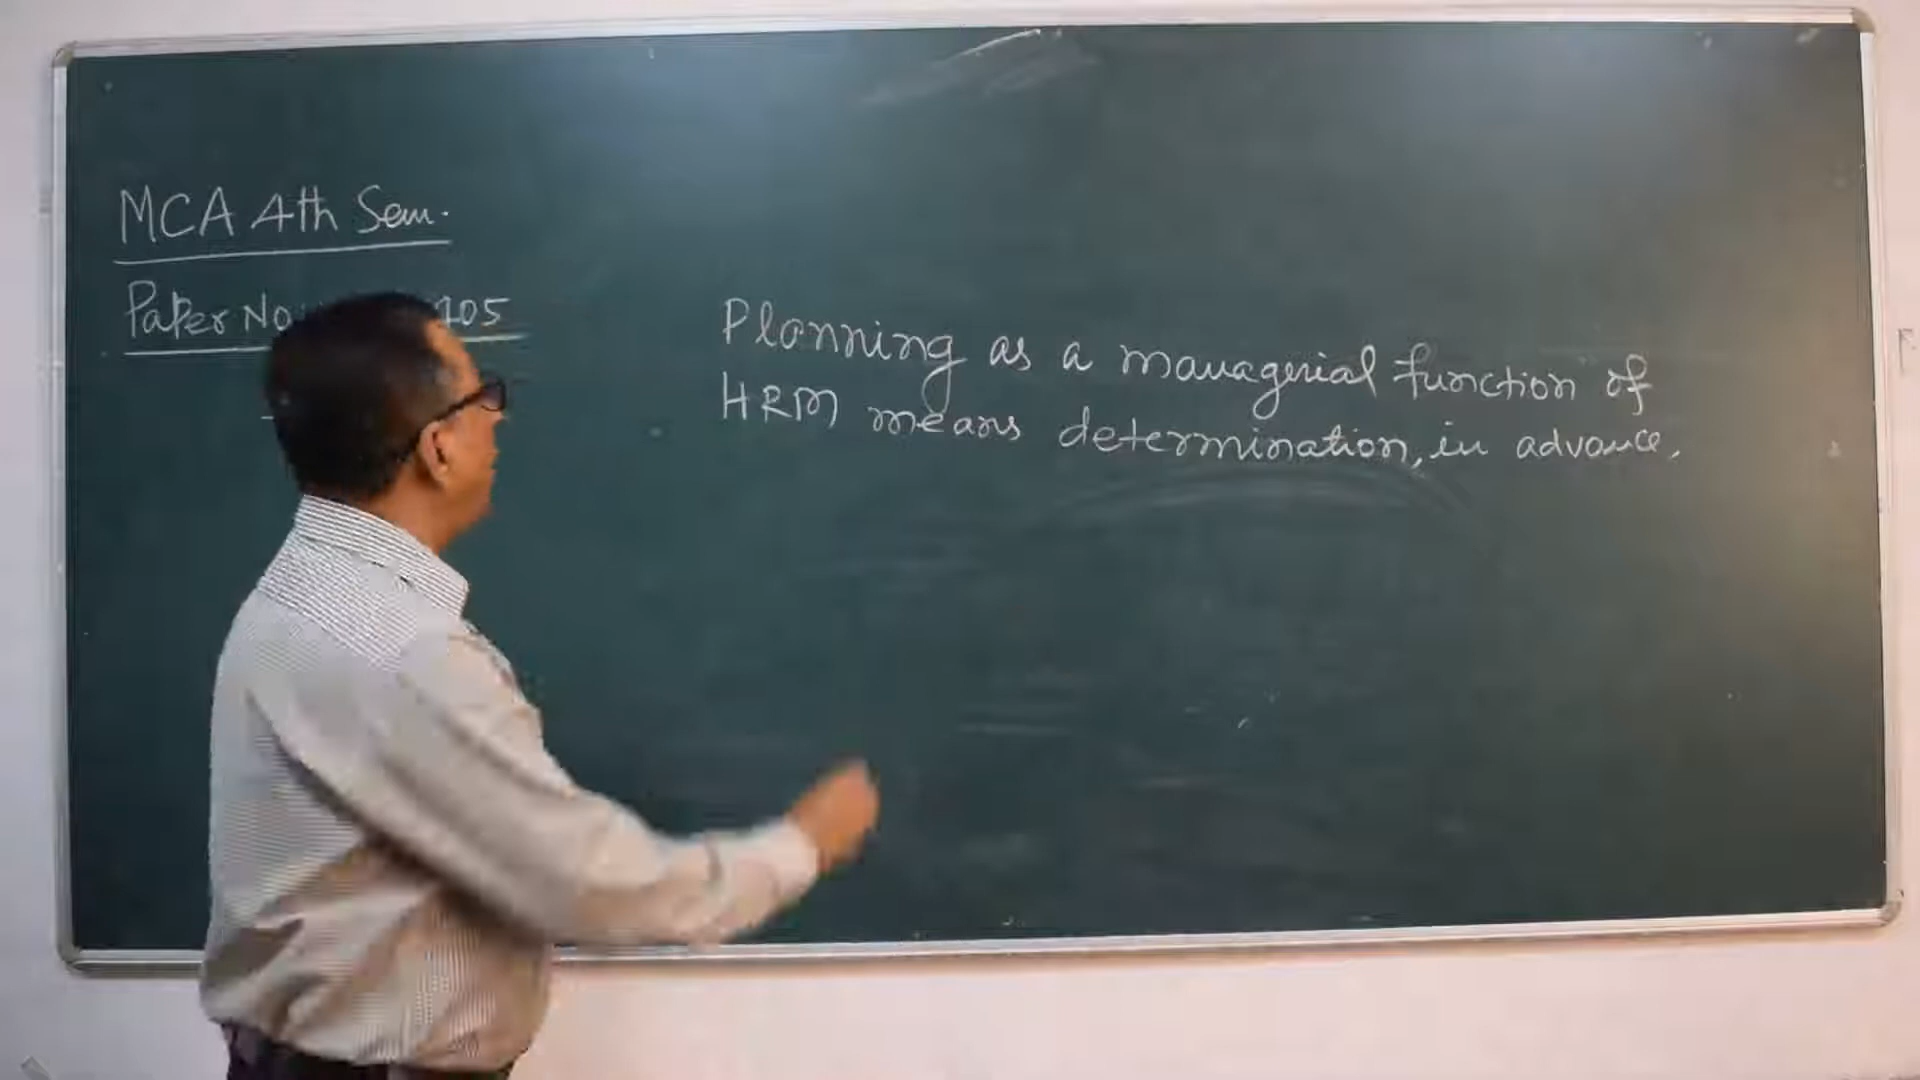 MCA 4th Sem.
Paper No 105
Planning as a managerial function of
HRM means determination, in advance,